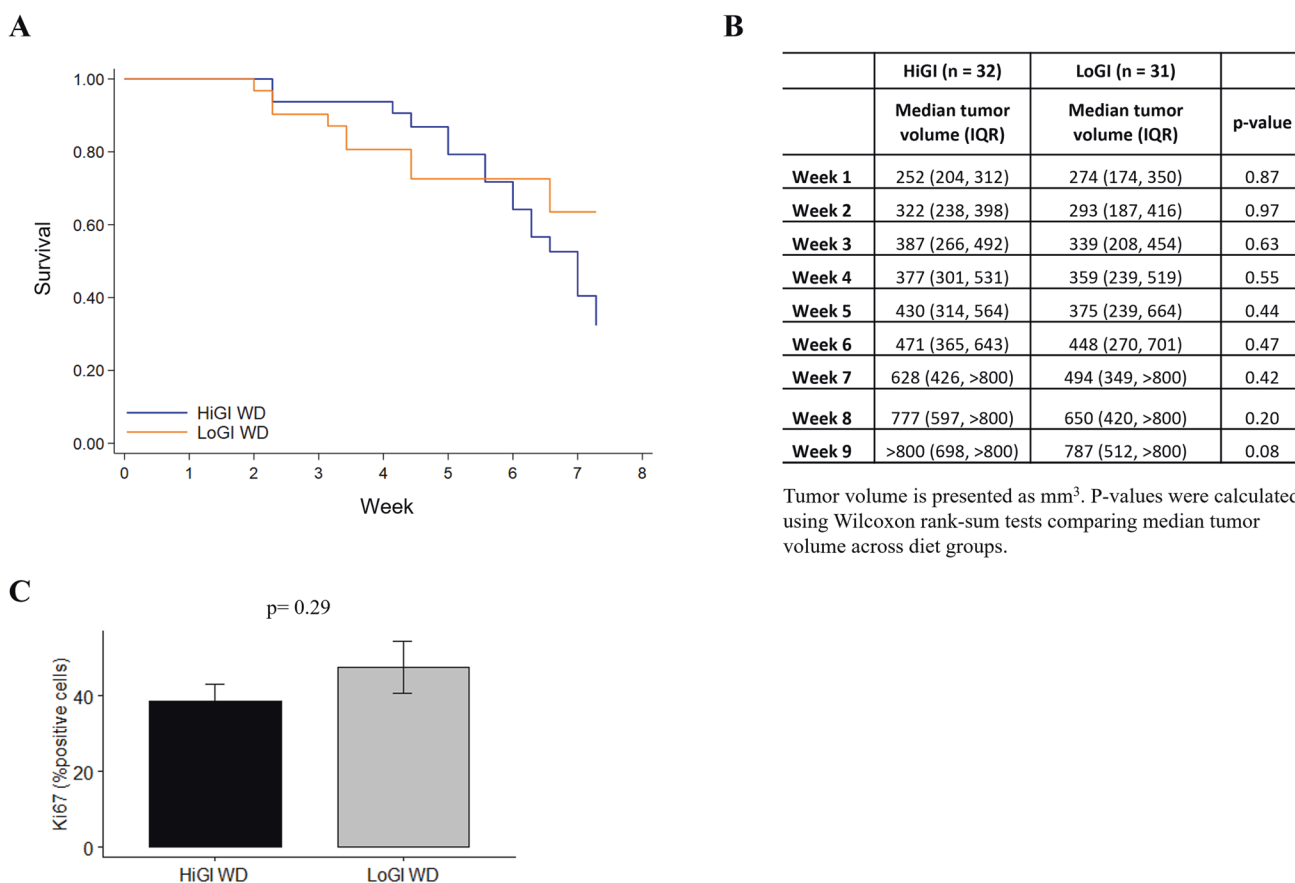 A
1.00
0.80
0.60
0.40
0.20
0.00
Survival
HiGI WD
LoGI WD
0 1 2 3 4 5 6 7 8
Week
B
HiGI (n = 32) LoGI (n = 31)
Median tumor volume (IQR) Median tumor volume (IQR) p-value
Week 1 252 (204, 312) 274 (174, 350) 0.87
Week 2 322 (238, 398) 293 (187, 416) 0.97
Week 3 387 (266, 492) 339 (208, 454) 0.63
Week 4 377 (301, 531) 359 (239, 519) 0.55
Week 5 430 (314, 564) 375 (239, 664) 0.44
Week 6 471 (365, 643) 448 (270, 701) 0.47
Week 7 628 (426, >800) 494 (349, >800) 0.42
Week 8 777 (597, >800) 650 (420, >800) 0.20
Week 9 >800 (698, >800) 787 (512, >800) 0.08
Tumor volume is presented as mm³. P-values were calculated
using Wilcoxon rank-sum tests comparing median tumor
volume across diet groups.
C
p= 0.29
Ki67 (%positive cells)
40
20
0
HiGI WD LoGI WD